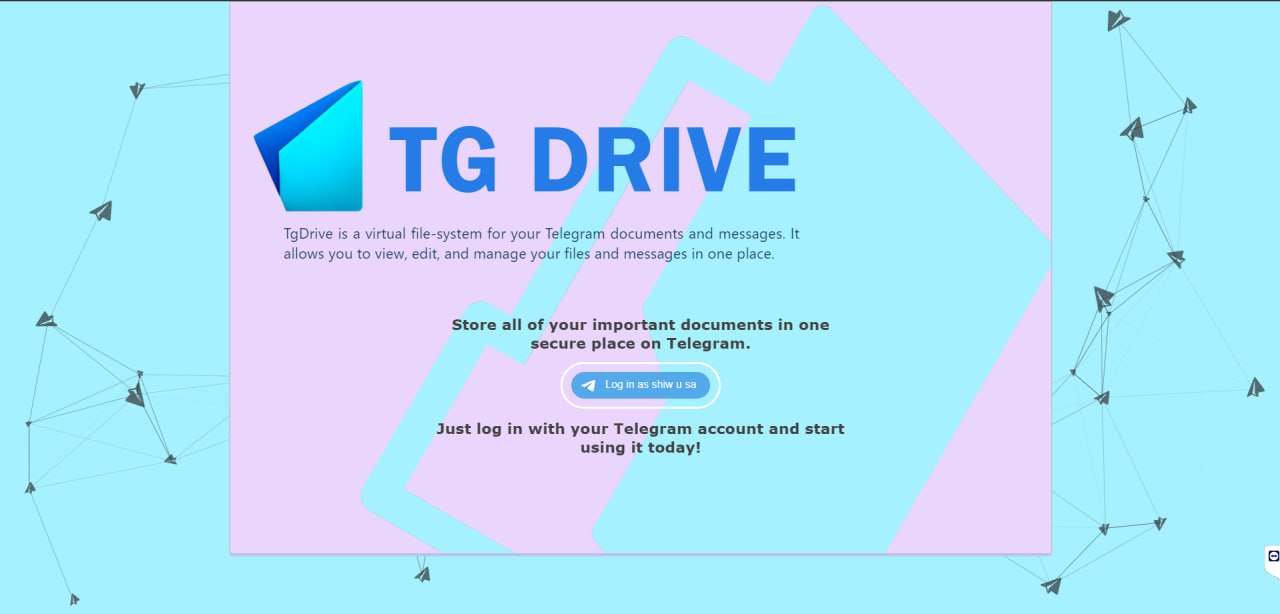 TG DRIVE
TgDrive is a virtual file-system for your Telegram documents and messages. It
allows you to view, edit, and manage your files and messages in one place.
Store all of your important documents in one
secure place on Telegram.
Log in as shiw u sa
Just log in with your Telegram account and start
using it today!